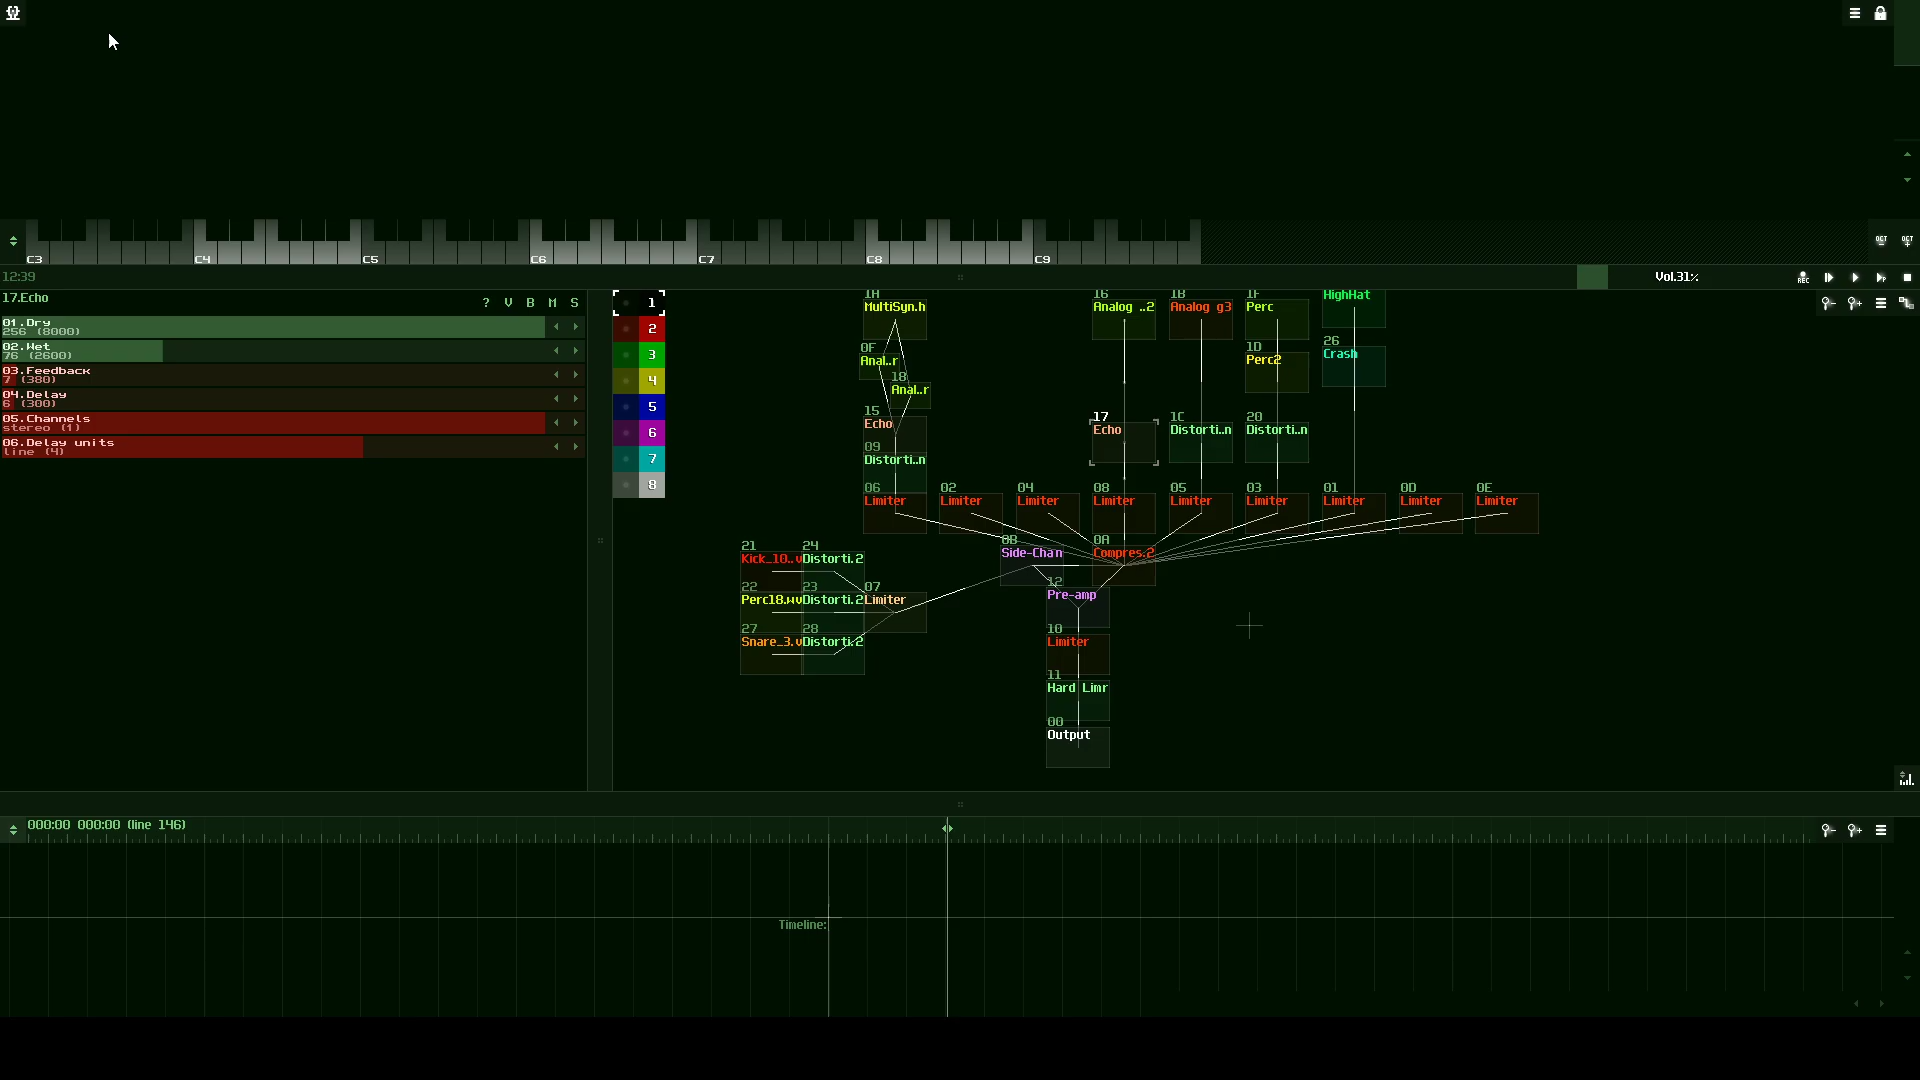 C3 C4 C5 C6 C7 C8 C9 OCT OCT
12:39 Vol.31% REC
17.Echo ? V B M S
01.Dry
256 (8000)
02.Wet
76 (2600)
03.Feedback
7 (380)
04.Delay
6 (300)
05.Channels
stereo (1)
06.Delay units
line (4)
1
2
3
4
5
6
7
8
1A 16 1B 1F HighHat
MultiSyn.h Analog ..2 Analog g3 Perc
0F 1D 26
Anal..r Perc2 Crash
18
Anal..r
15 17 1C 20
Echo Echo Distorti..n Distorti..n
09
Distorti..n
06 02 04 08 05 03 01 0D 0E
Limiter Limiter Limiter Limiter Limiter Limiter Limiter Limiter Limiter
21 24 0B 0A
Kick_10..v Distorti.2 Side-Chan Compres.2
22 23 07 12
Perc18.wv Distorti.2 Limiter Pre-amp
27 28 10
Snare_3.v Distorti.2 Limiter
11
Hard Limr
00
Output
000:00 000:00 (line 146)
Timeline: